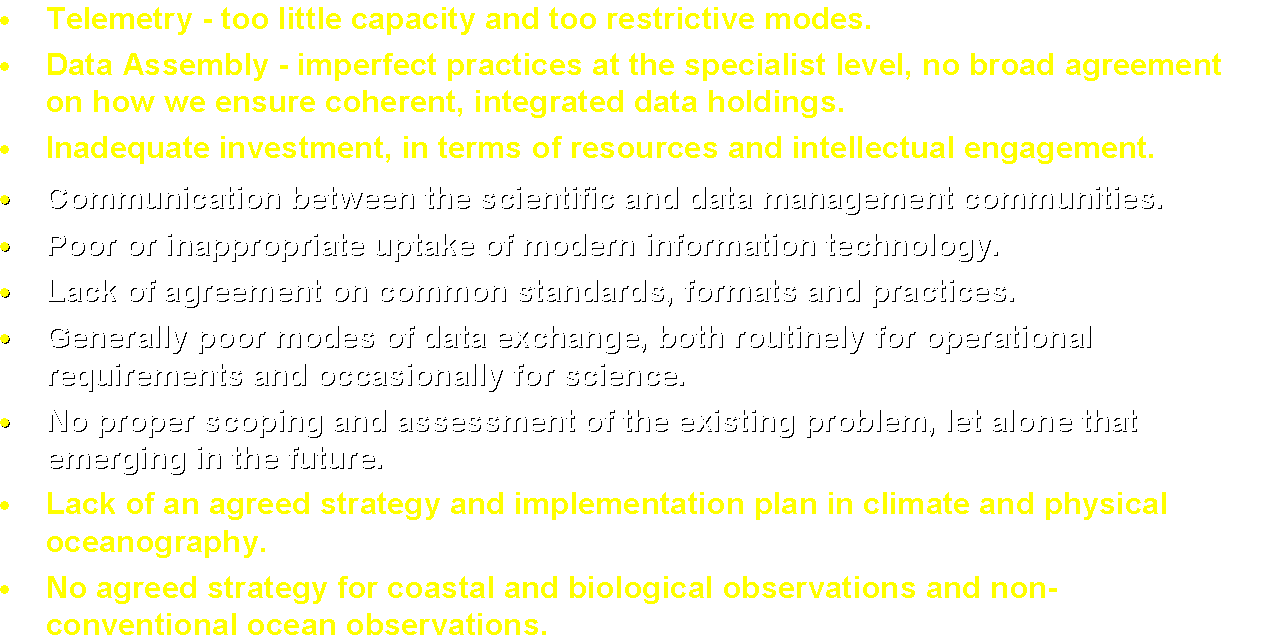 • Telemetry - too little capacity and too restrictive modes.
• Data Assembly - imperfect practices at the specialist level, no broad agreement
on how we ensure coherent, integrated data holdings.
• Inadequate investment, in terms of resources and intellectual engagement.
• Communication between the scientific and data management communities.
• Poor or inappropriate uptake of modern information technology.
• Lack of agreement on common standards, formats and practices.
• Generally poor modes of data exchange, both routinely for operational
requirements and occasionally for science.
• No proper scoping and assessment of the existing problem, let alone that
emerging in the future.
• Lack of an agreed strategy and implementation plan in climate and physical
oceanography.
• No agreed strategy for coastal and biological observations and non-
conventional ocean observations.